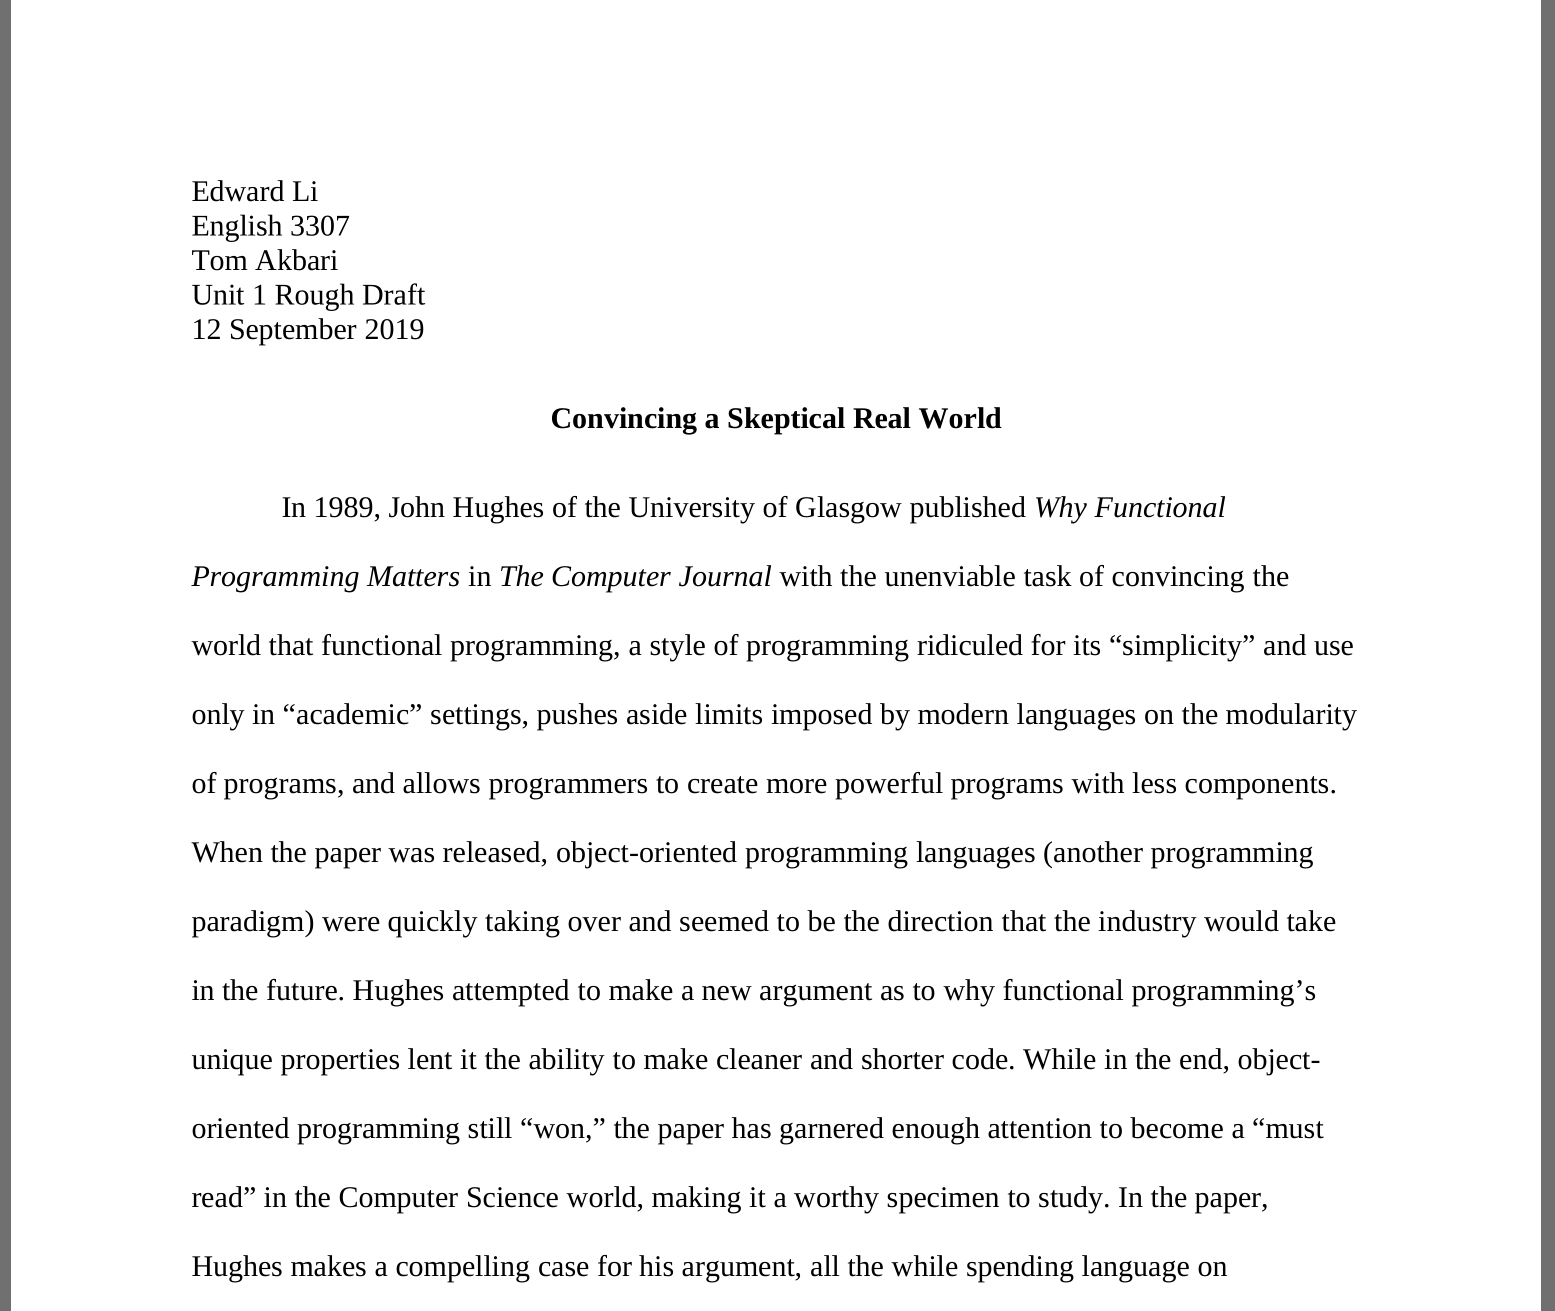 Edward Li
English 3307
Tom Akbari
Unit 1 Rough Draft
12 September 2019
Convincing a Skeptical Real World
In 1989, John Hughes of the University of Glasgow published Why Functional
Programming Matters in The Computer Journal with the unenviable task of convincing the
world that functional programming, a style of programming ridiculed for its “simplicity” and use
only in “academic” settings, pushes aside limits imposed by modern languages on the modularity
of programs, and allows programmers to create more powerful programs with less components.
When the paper was released, object-oriented programming languages (another programming
paradigm) were quickly taking over and seemed to be the direction that the industry would take
in the future. Hughes attempted to make a new argument as to why functional programming’s
unique properties lent it the ability to make cleaner and shorter code. While in the end, object-
oriented programming still “won,” the paper has garnered enough attention to become a “must
read” in the Computer Science world, making it a worthy specimen to study. In the paper,
Hughes makes a compelling case for his argument, all the while spending language on